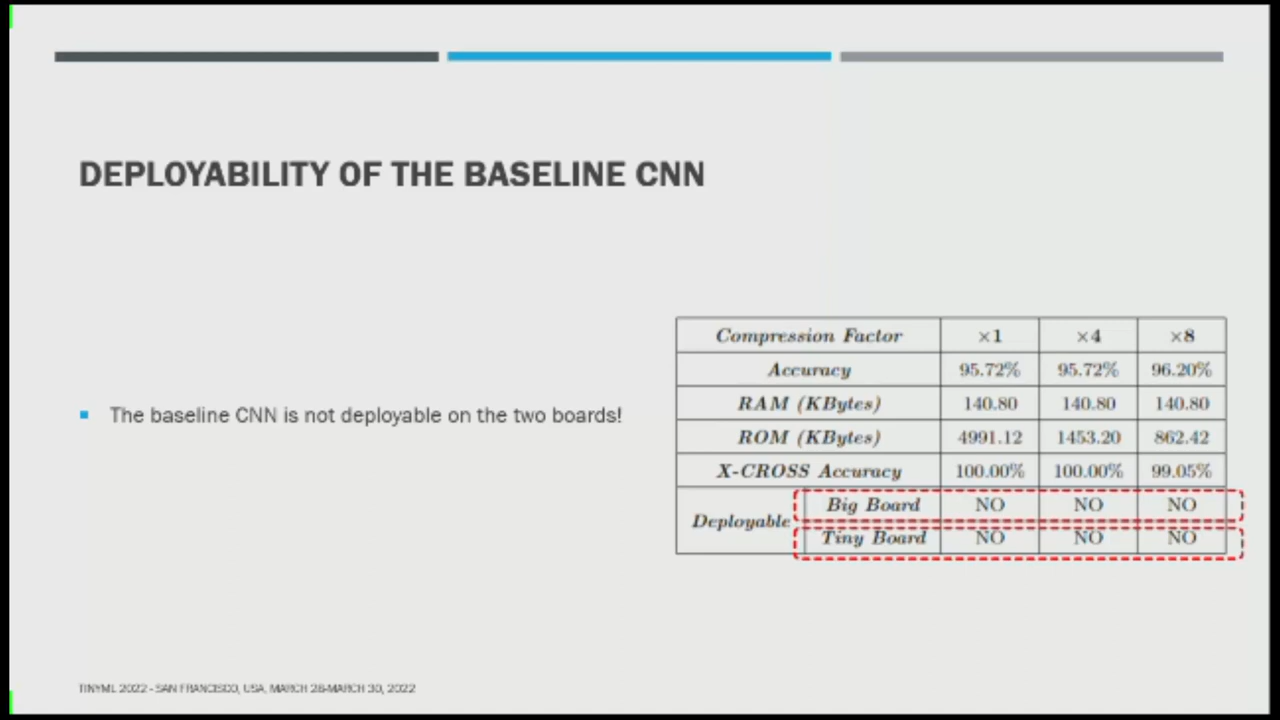 DEPLOYABILITY OF THE BASELINE CNN
The baseline CNN is not deployable on the two boards!
Compression Factor ×1 ×4 ×8
Accuracy 95.72% 95.72% 96.20%
RAM (KBytes) 140.80 140.80 140.80
ROM (KBytes) 4991.12 1453.20 862.42
X-CROSS Accuracy 100.00% 100.00% 99.05%
Deployable
Big Board NO NO NO
Tiny Board NO NO NO
TINYML 2022 - SAN FRANCISCO, USA, MARCH 28-MARCH 30, 2022